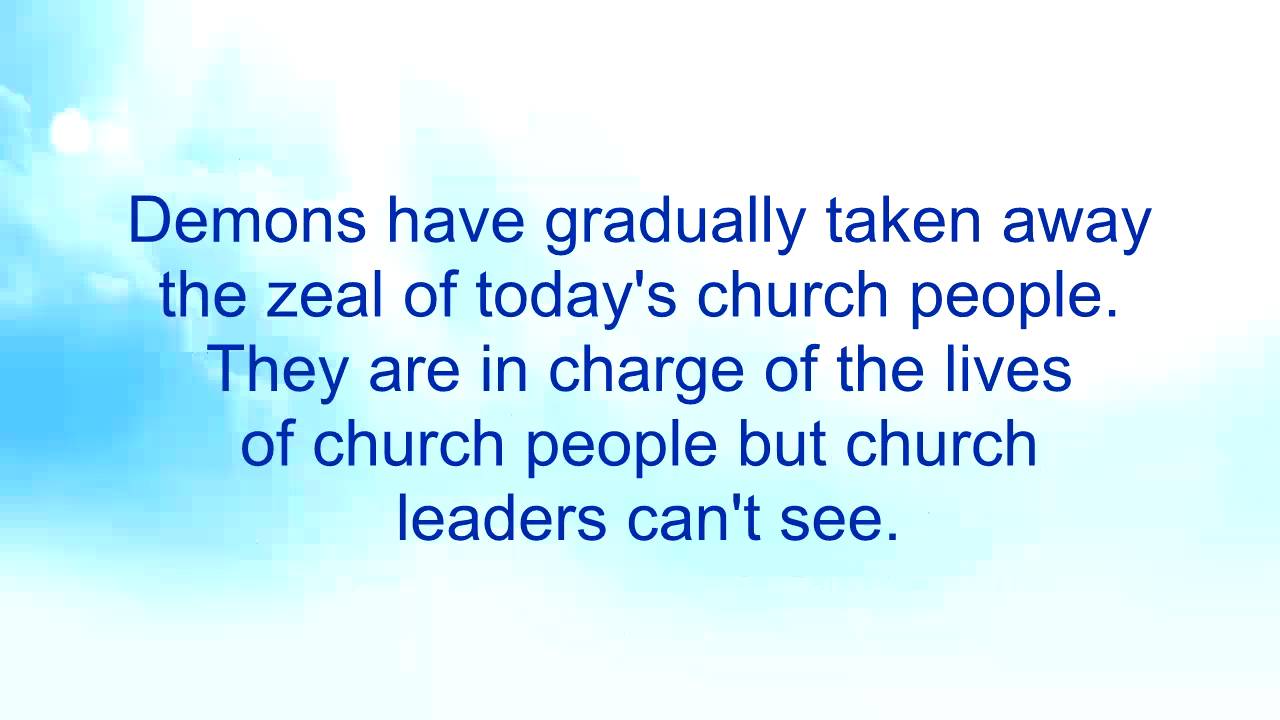 Demons have gradually taken away
the zeal of today's church people.
They are in charge of the lives
of church people but church
leaders can't see.